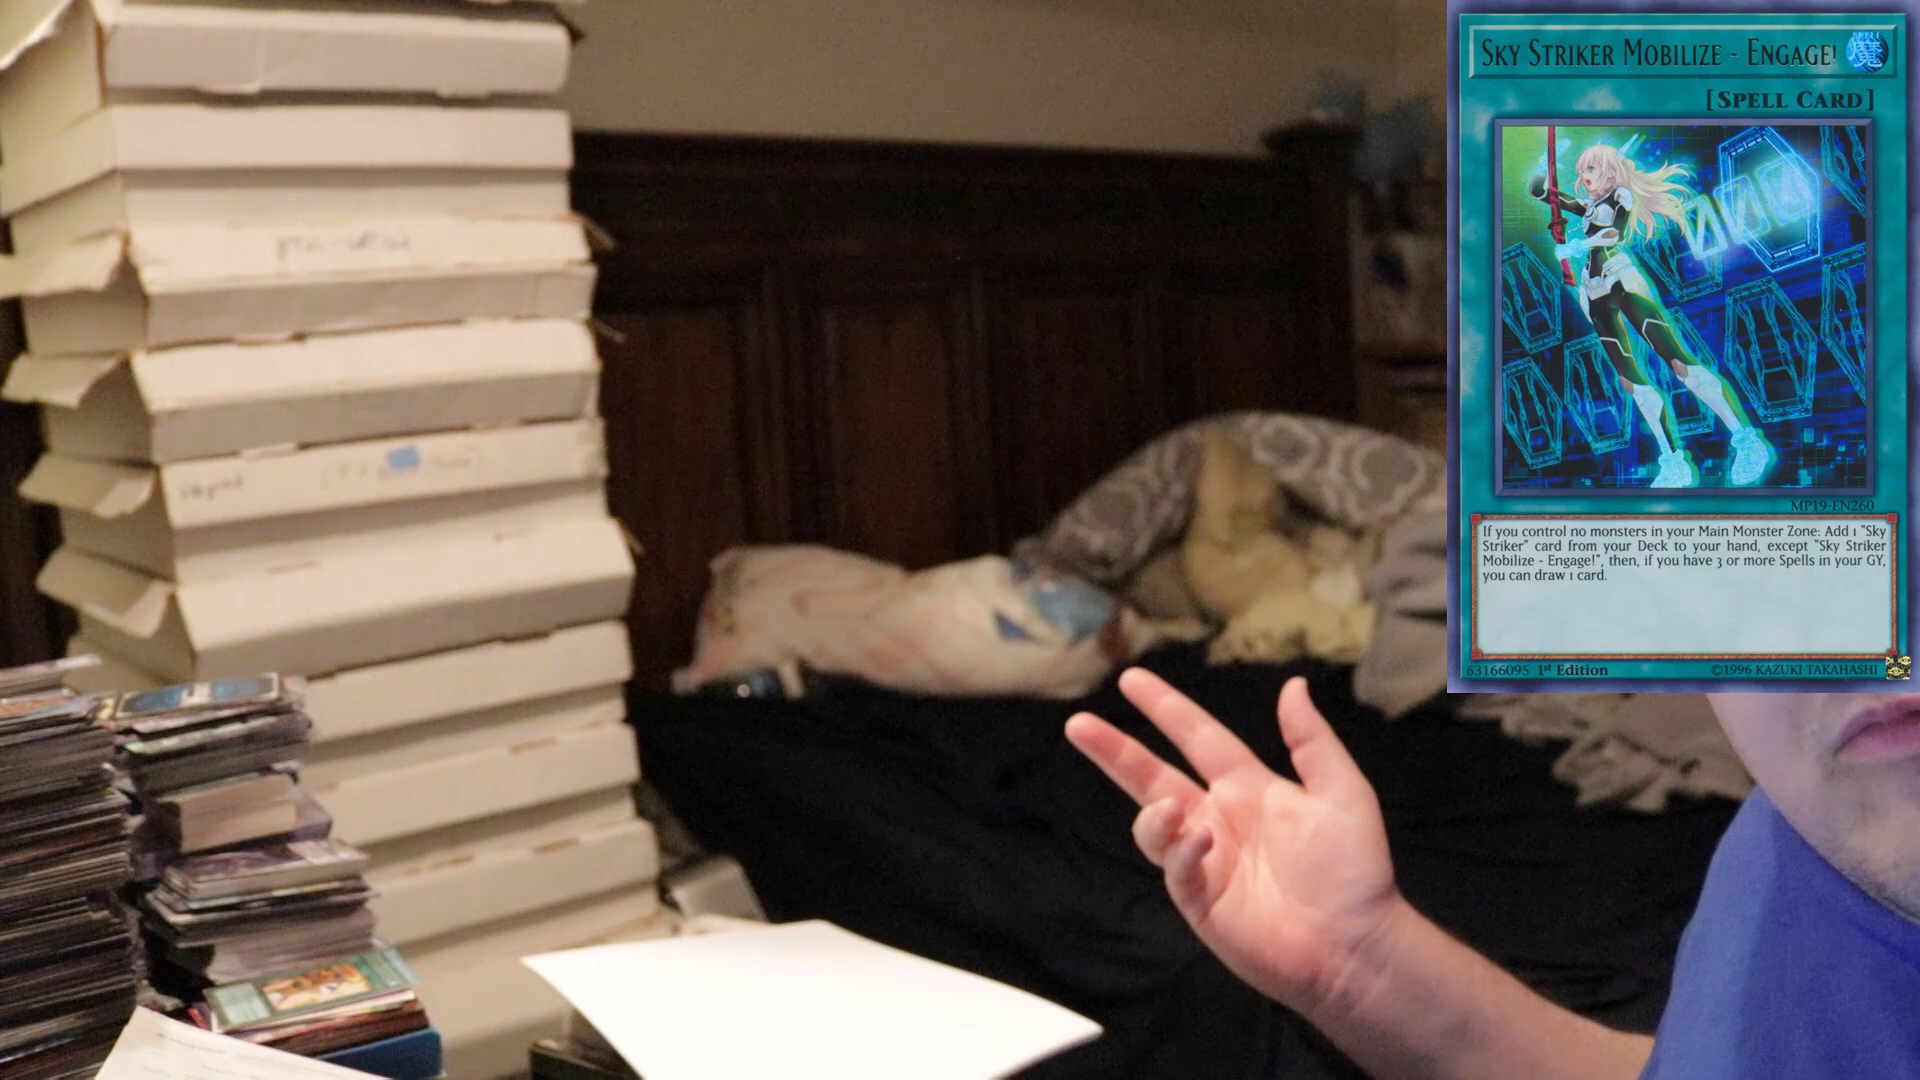 SKY STRIKER MOBILIZE - ENGAGE!
SPELL
魔
[SPELL CARD]
MP19-EN260
If you control no monsters in your Main Monster Zone: Add 1 "Sky
Striker" card from your Deck to your hand, except "Sky Striker
Mobilize - Engage!", then, if you have 3 or more Spells in your GY,
you can draw 1 card.
63166095 1st Edition
©1996 KAZUKI TAKAHASHI